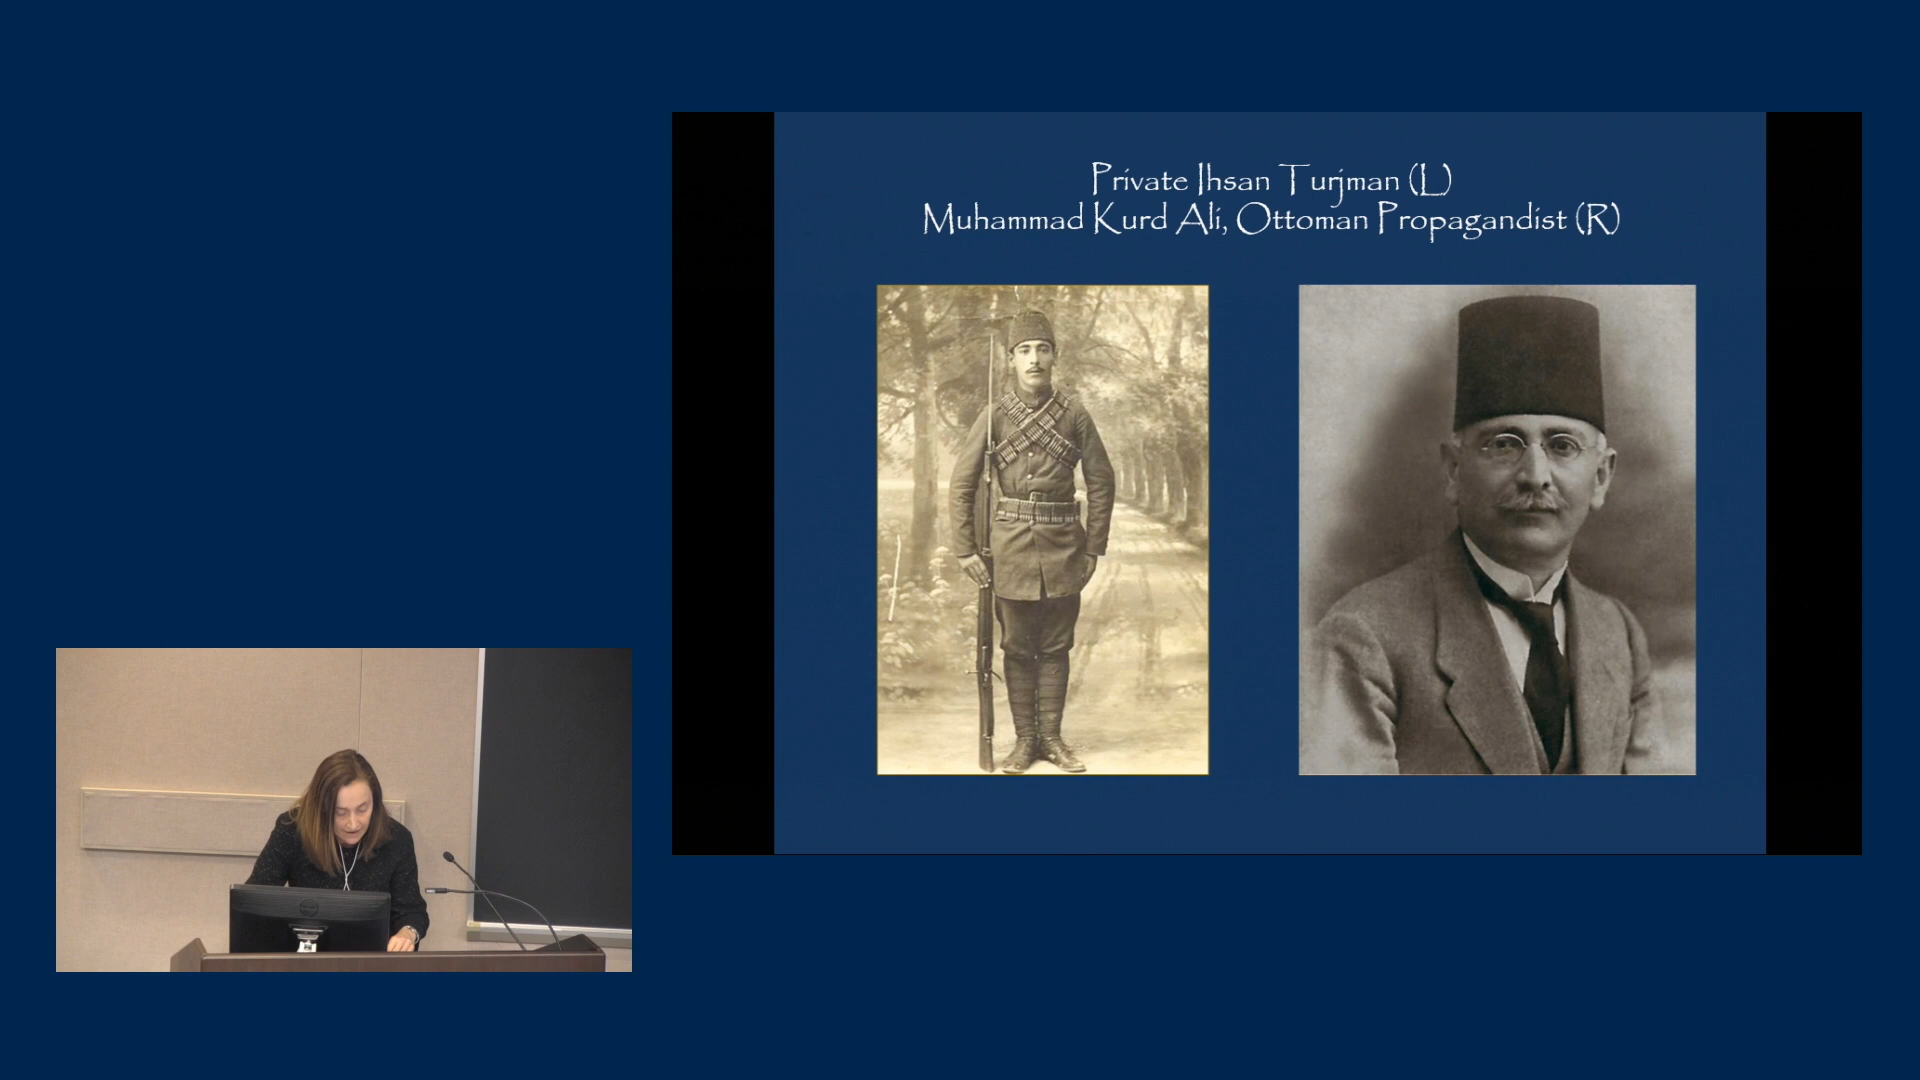 Private Ihsan Turjman (L)
Muhammad Kurd Ali, Ottoman Propagandist (R)